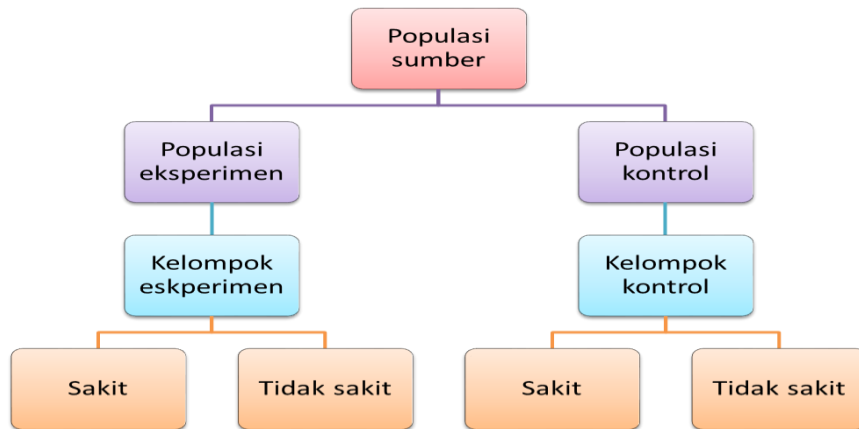 Populasi
sumber
Populasi
eksperimen
Populasi
kontrol
Kelompok
eskperimen
Kelompok
kontrol
Sakit
Tidak sakit
Sakit
Tidak sakit